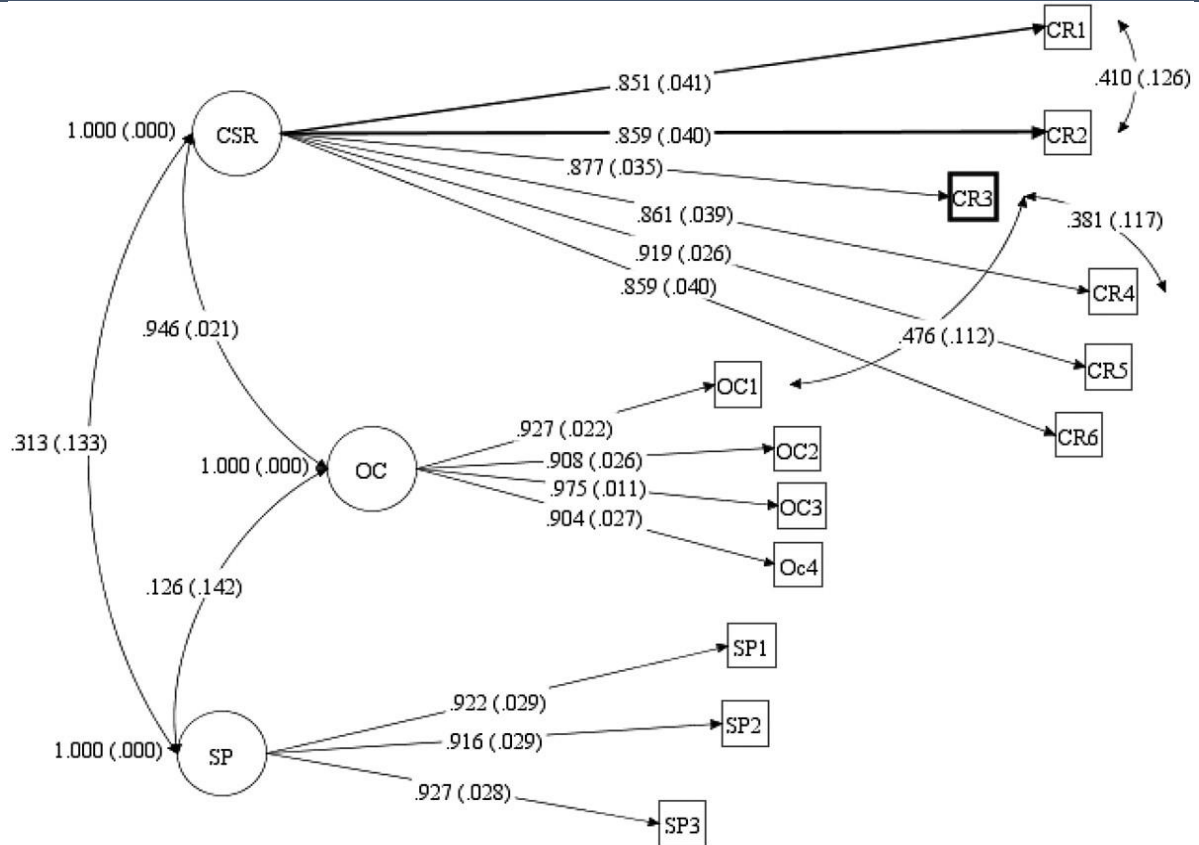 CR1
.851 (.041)
.410 (.126)
1.000 (.000)
CSR
.859 (.040)
CR2
.877 (.035)
CR3
.861 (.039)
.381 (.117)
.919 (.026)
.859 (.040)
CR4
.946 (.021)
.476 (.112)
CR5
OC1
.313 (.133)
.927 (.022)
CR6
1.000 (.000)
OC
.908 (.026)
OC2
.975 (.011)
OC3
.904 (.027)
Oc4
.126 (.142)
SP1
.922 (.029)
SP2
.916 (.029)
1.000 (.000)
SP
.927 (.028)
SP3